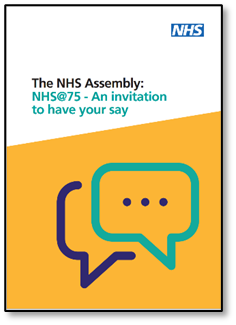 NHS
The NHS Assembly:
NHS@75 - An invitation
to have your say